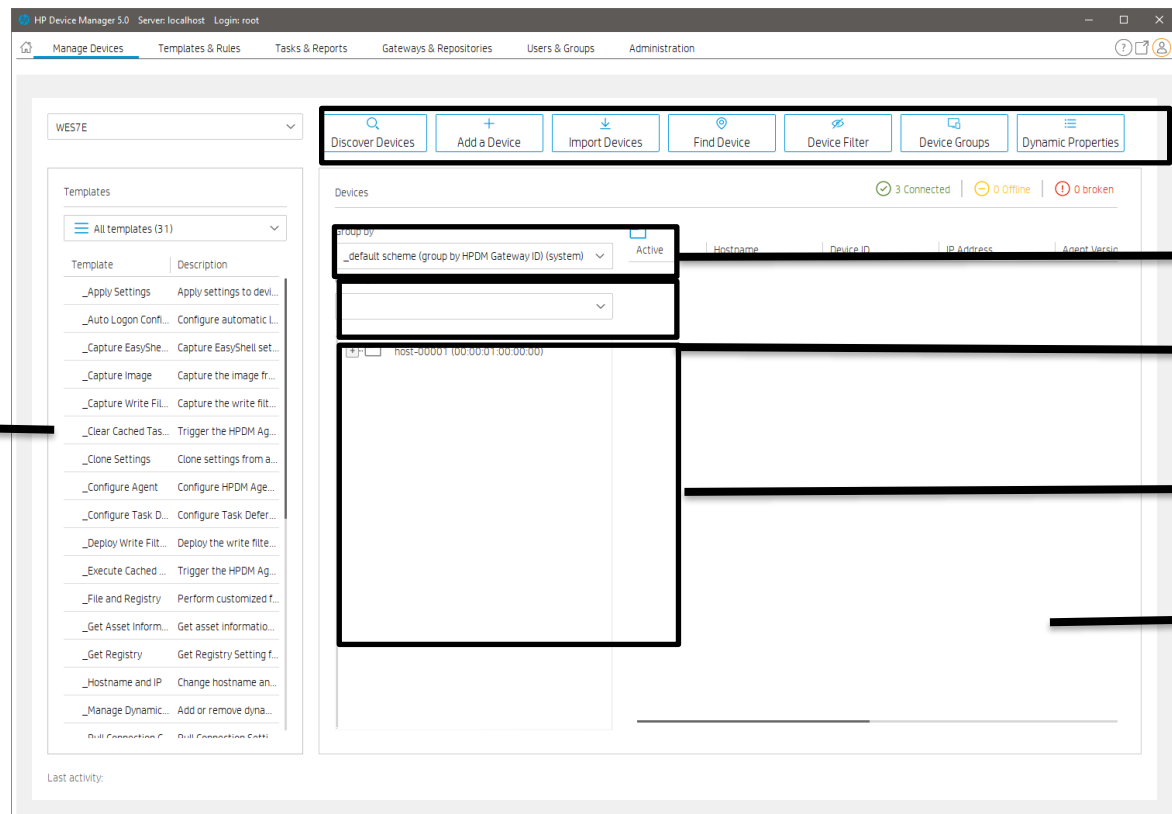 HP Device Manager 5.0 Server: localhost Login: root
Manage Devices Templates & Rules Tasks & Reports Gateways & Repositories Users & Groups Administration
WES7E
Discover Devices Add a Device Import Devices Find Device Device Filter Device Groups Dynamic Properties
Templates
Devices
3 Connected 0 Offline 0 broken
All templates (31)
Group by
_default scheme (group by HPDM Gateway ID) (system)
Active Hostname Device ID IP Address Agent Versio
Template Description
_Apply Settings Apply settings to devi...
_Auto Logon Confi... Configure automatic l...
_Capture EasyShe... Capture EasyShell set...
_Capture Image Capture the image fr...
_Capture Write Fil... Capture the write filt...
_Clear Cached Tas... Trigger the HPDM Ag...
_Clone Settings Clone settings from a...
_Configure Agent Configure HPDM Age...
_Configure Task D... Configure Task Defer...
_Deploy Write Filt... Deploy the write filte...
_Execute Cached ... Trigger the HPDM Ag...
_File and Registry Perform customized f...
_Get Asset Inform... Get asset informatio...
_Get Registry Get Registry Setting f...
_Hostname and IP Change hostname an...
_Manage Dynamic... Add or remove dyna...
_Pull Connection C... Pull Connection Setti...
host-00001 (00:00:01:00:00:00)
Last activity: